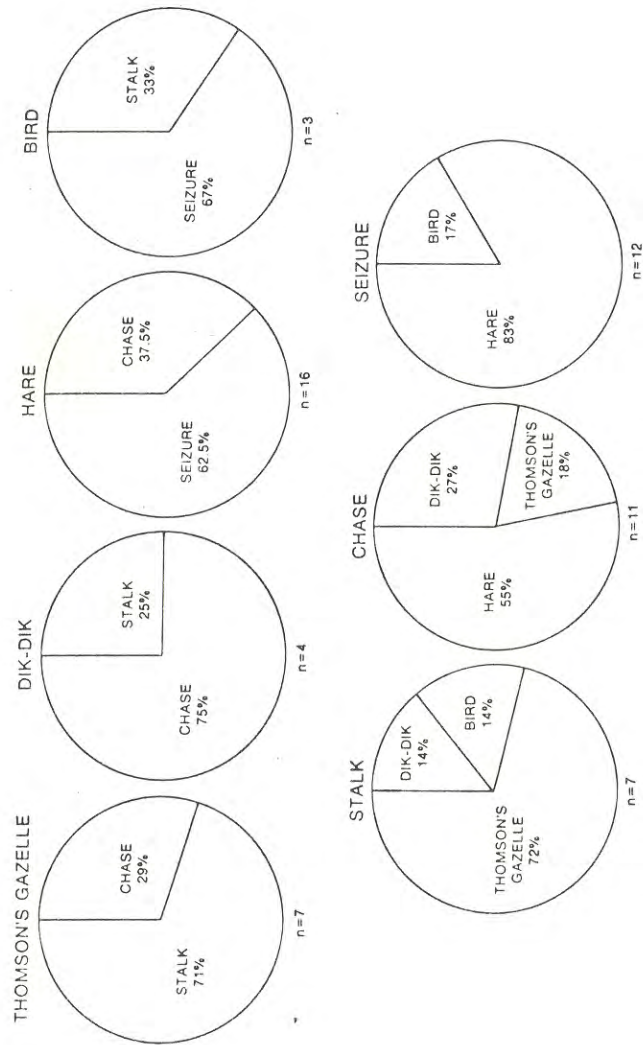 THOMSON'S GAZELLE
CHASE
29%
STALK
71%
n=7
DIK-DIK
STALK
25%
CHASE
75%
n=4
HARE
CHASE
37.5%
SEIZURE
62.5%
n=16
BIRD
STALK
33%
SEIZURE
67%
n=3
STALK
DIK-DIK
14%
BIRD
14%
THOMSON'S
GAZELLE
72%
n=7
CHASE
DIK-DIK
27%
THOMSON'S
GAZELLE
18%
HARE
55%
n=11
SEIZURE
BIRD
17%
HARE
83%
n=12